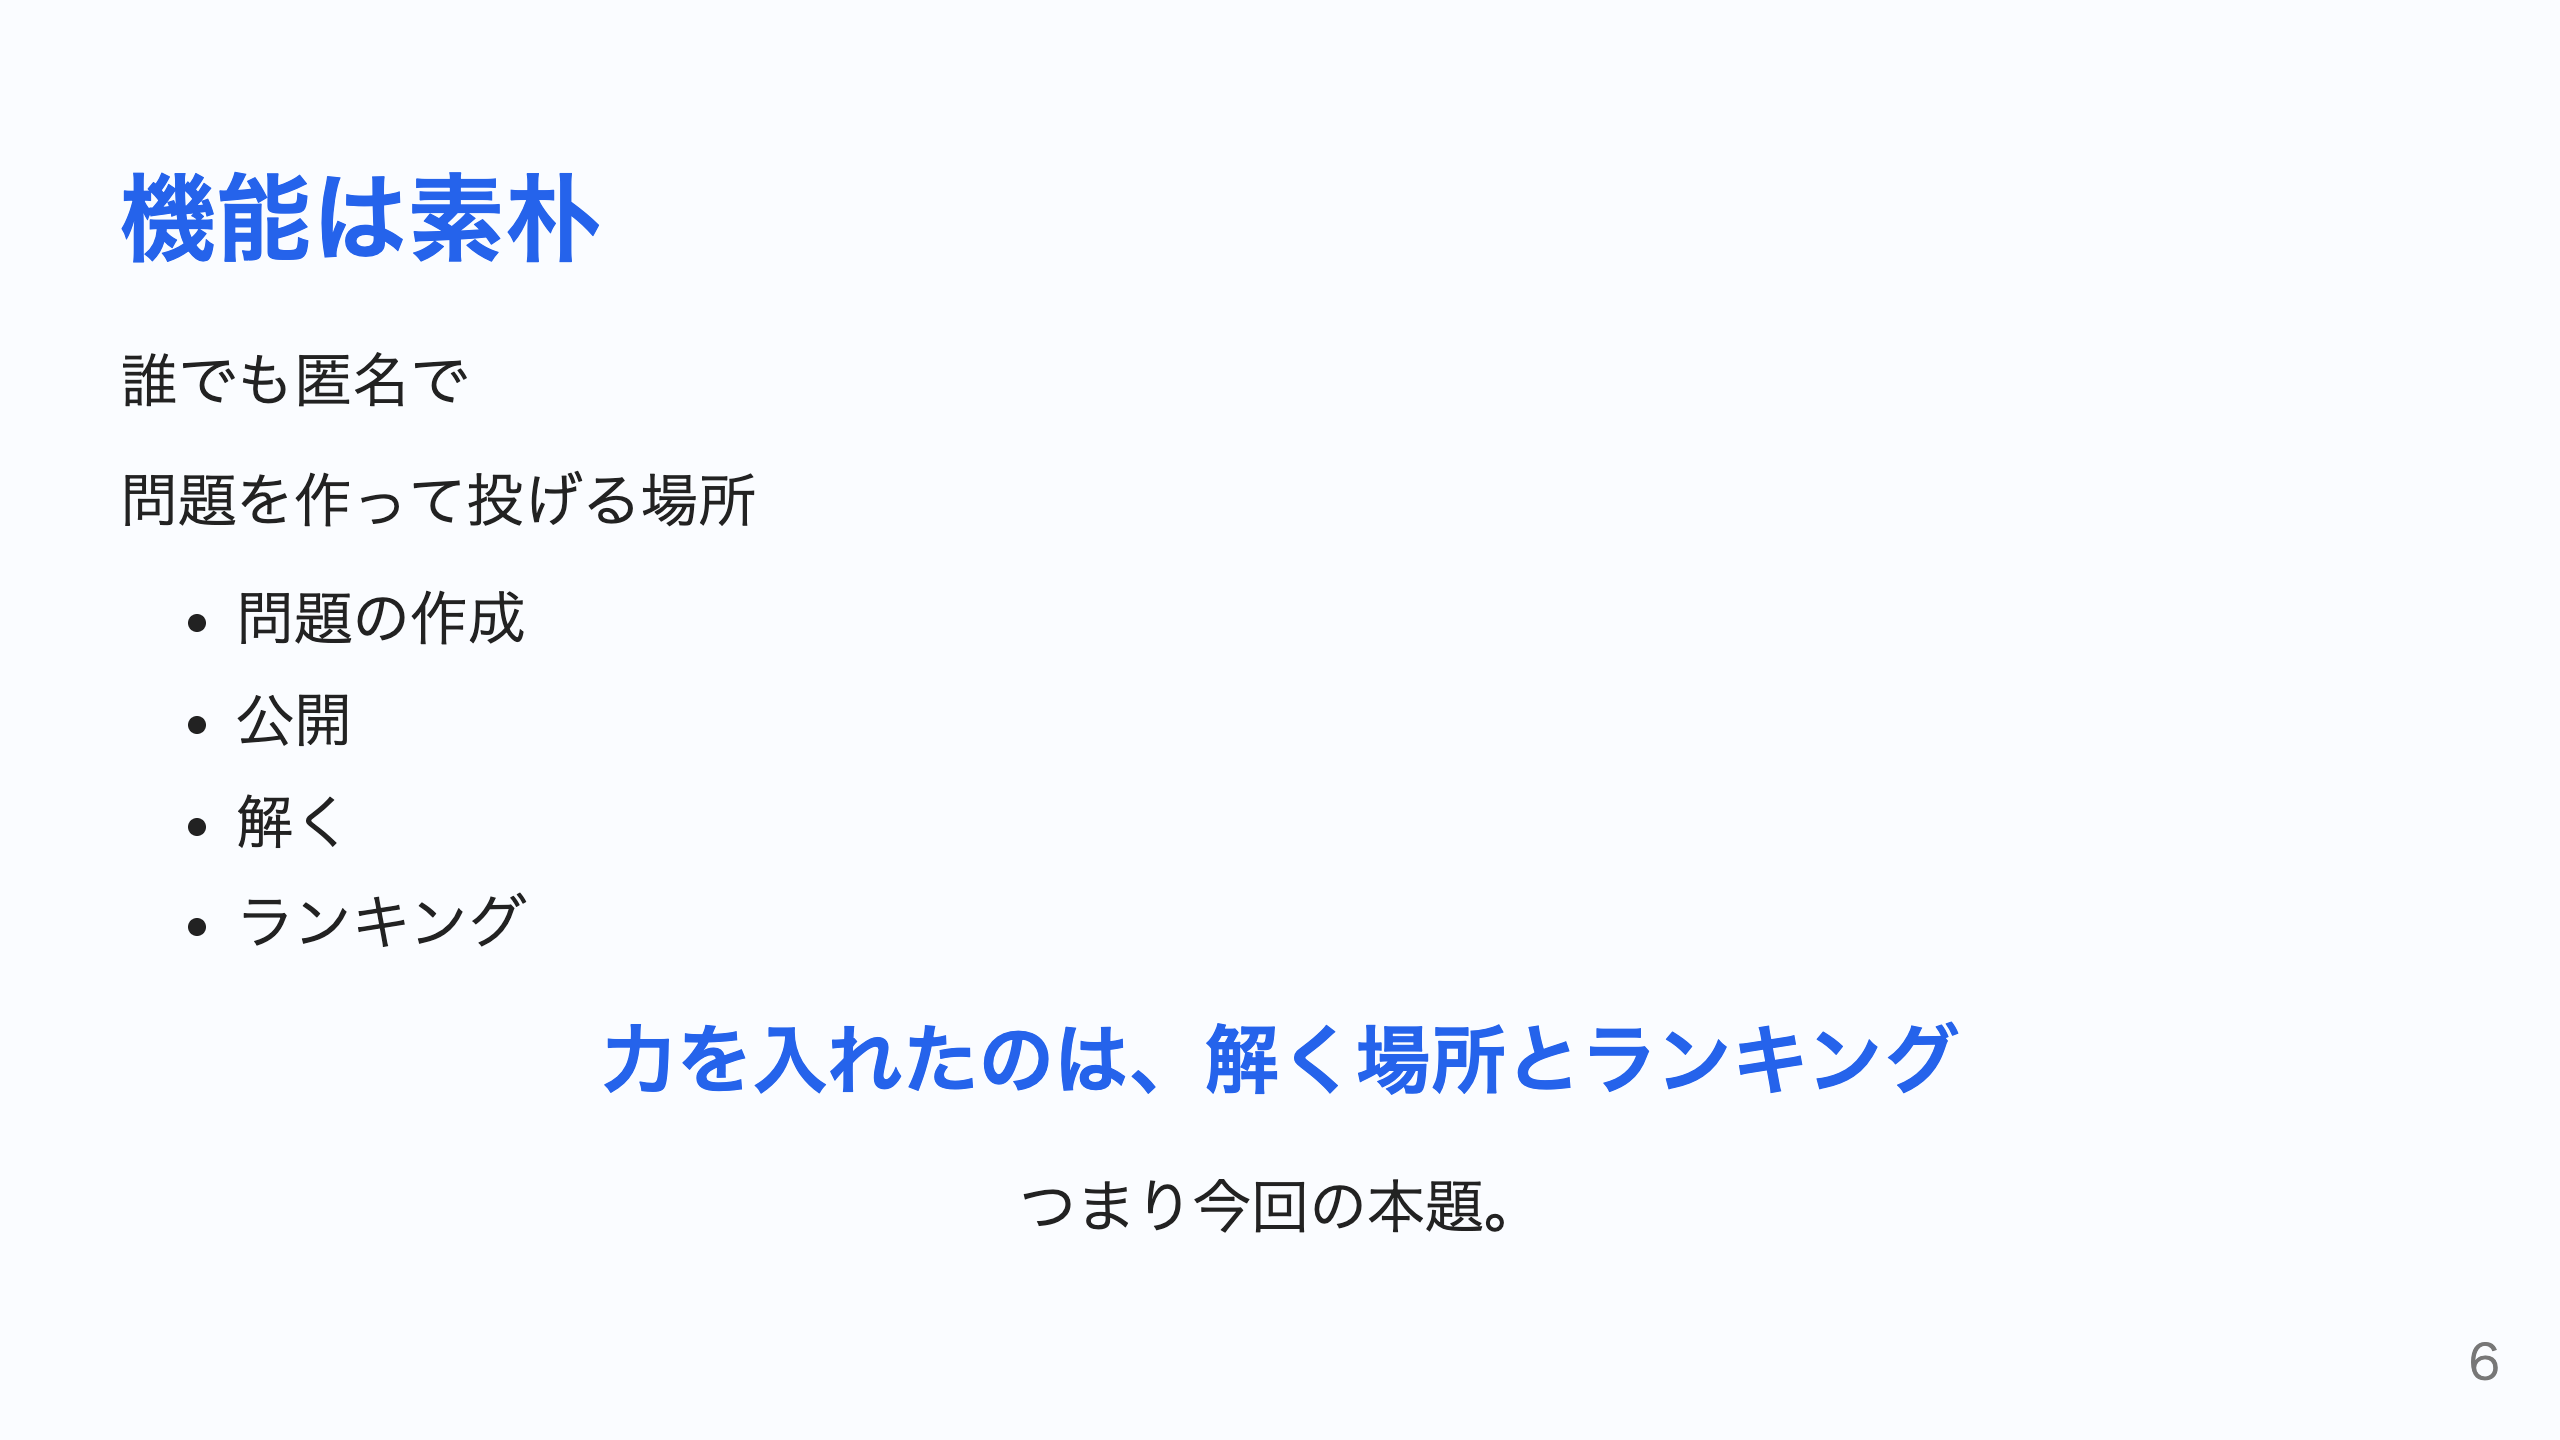 機能は素朴
誰でも匿名で
問題を作って投げる場所
• 問題の作成
• 公開
• 解く
• ランキング
力を入れたのは、解く場所とランキング
つまり今回の本題。
6